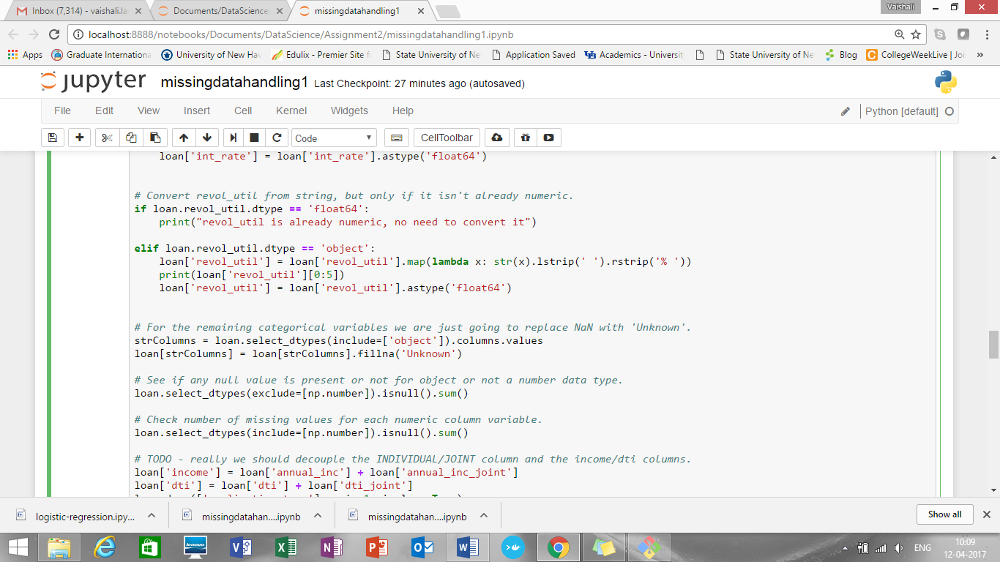 Inbox (7,314) - vaishali.la
Documents/DataScience/
missingdatahandling1
Vaishali
localhost:8888/notebooks/Documents/DataScience/Assignment2/missingdatahandling1.ipynb
Apps
Graduate Internationa
University of New Hav
Edulix - Premier Site f
State University of Ne
Application Saved
Academics - Universit
State University of Ne
Blog
CollegeWeekLive | Joi
»
jupyter missingdatahandling1 Last Checkpoint: 27 minutes ago (autosaved)
File Edit View Insert Cell Kernel Widgets Help
Python [default]
Code
CellToolbar
loan['int_rate'] = loan['int_rate'].astype('float64')
# Convert revol_util from string, but only if it isn't already numeric.
if loan.revol_util.dtype == 'float64':
print("revol_util is already numeric, no need to convert it")
elif loan.revol_util.dtype == 'object':
loan['revol_util'] = loan['revol_util'].map(lambda x: str(x).lstrip(' ').rstrip('% '))
print(loan['revol_util'][0:5])
loan['revol_util'] = loan['revol_util'].astype('float64')
# For the remaining categorical variables we are just going to replace NaN with 'Unknown'.
strColumns = loan.select_dtypes(include=['object']).columns.values
loan[strColumns] = loan[strColumns].fillna('Unknown')
# See if any null value is present or not for object or not a number data type.
loan.select_dtypes(exclude=[np.number]).isnull().sum()
# Check number of missing values for each numeric column variable.
loan.select_dtypes(include=[np.number]).isnull().sum()
# TODO - really we should decouple the INDIVIDUAL/JOINT column and the income/dti columns.
loan['income'] = loan['annual_inc'] + loan['annual_inc_joint']
loan['dti'] = loan['dti'] + loan['dti_joint']
logistic-regression.ipy...
missingdatahan....ipynb
missingdatahan....ipynb
Show all
lenovo
ENG
10:09
12-04-2017